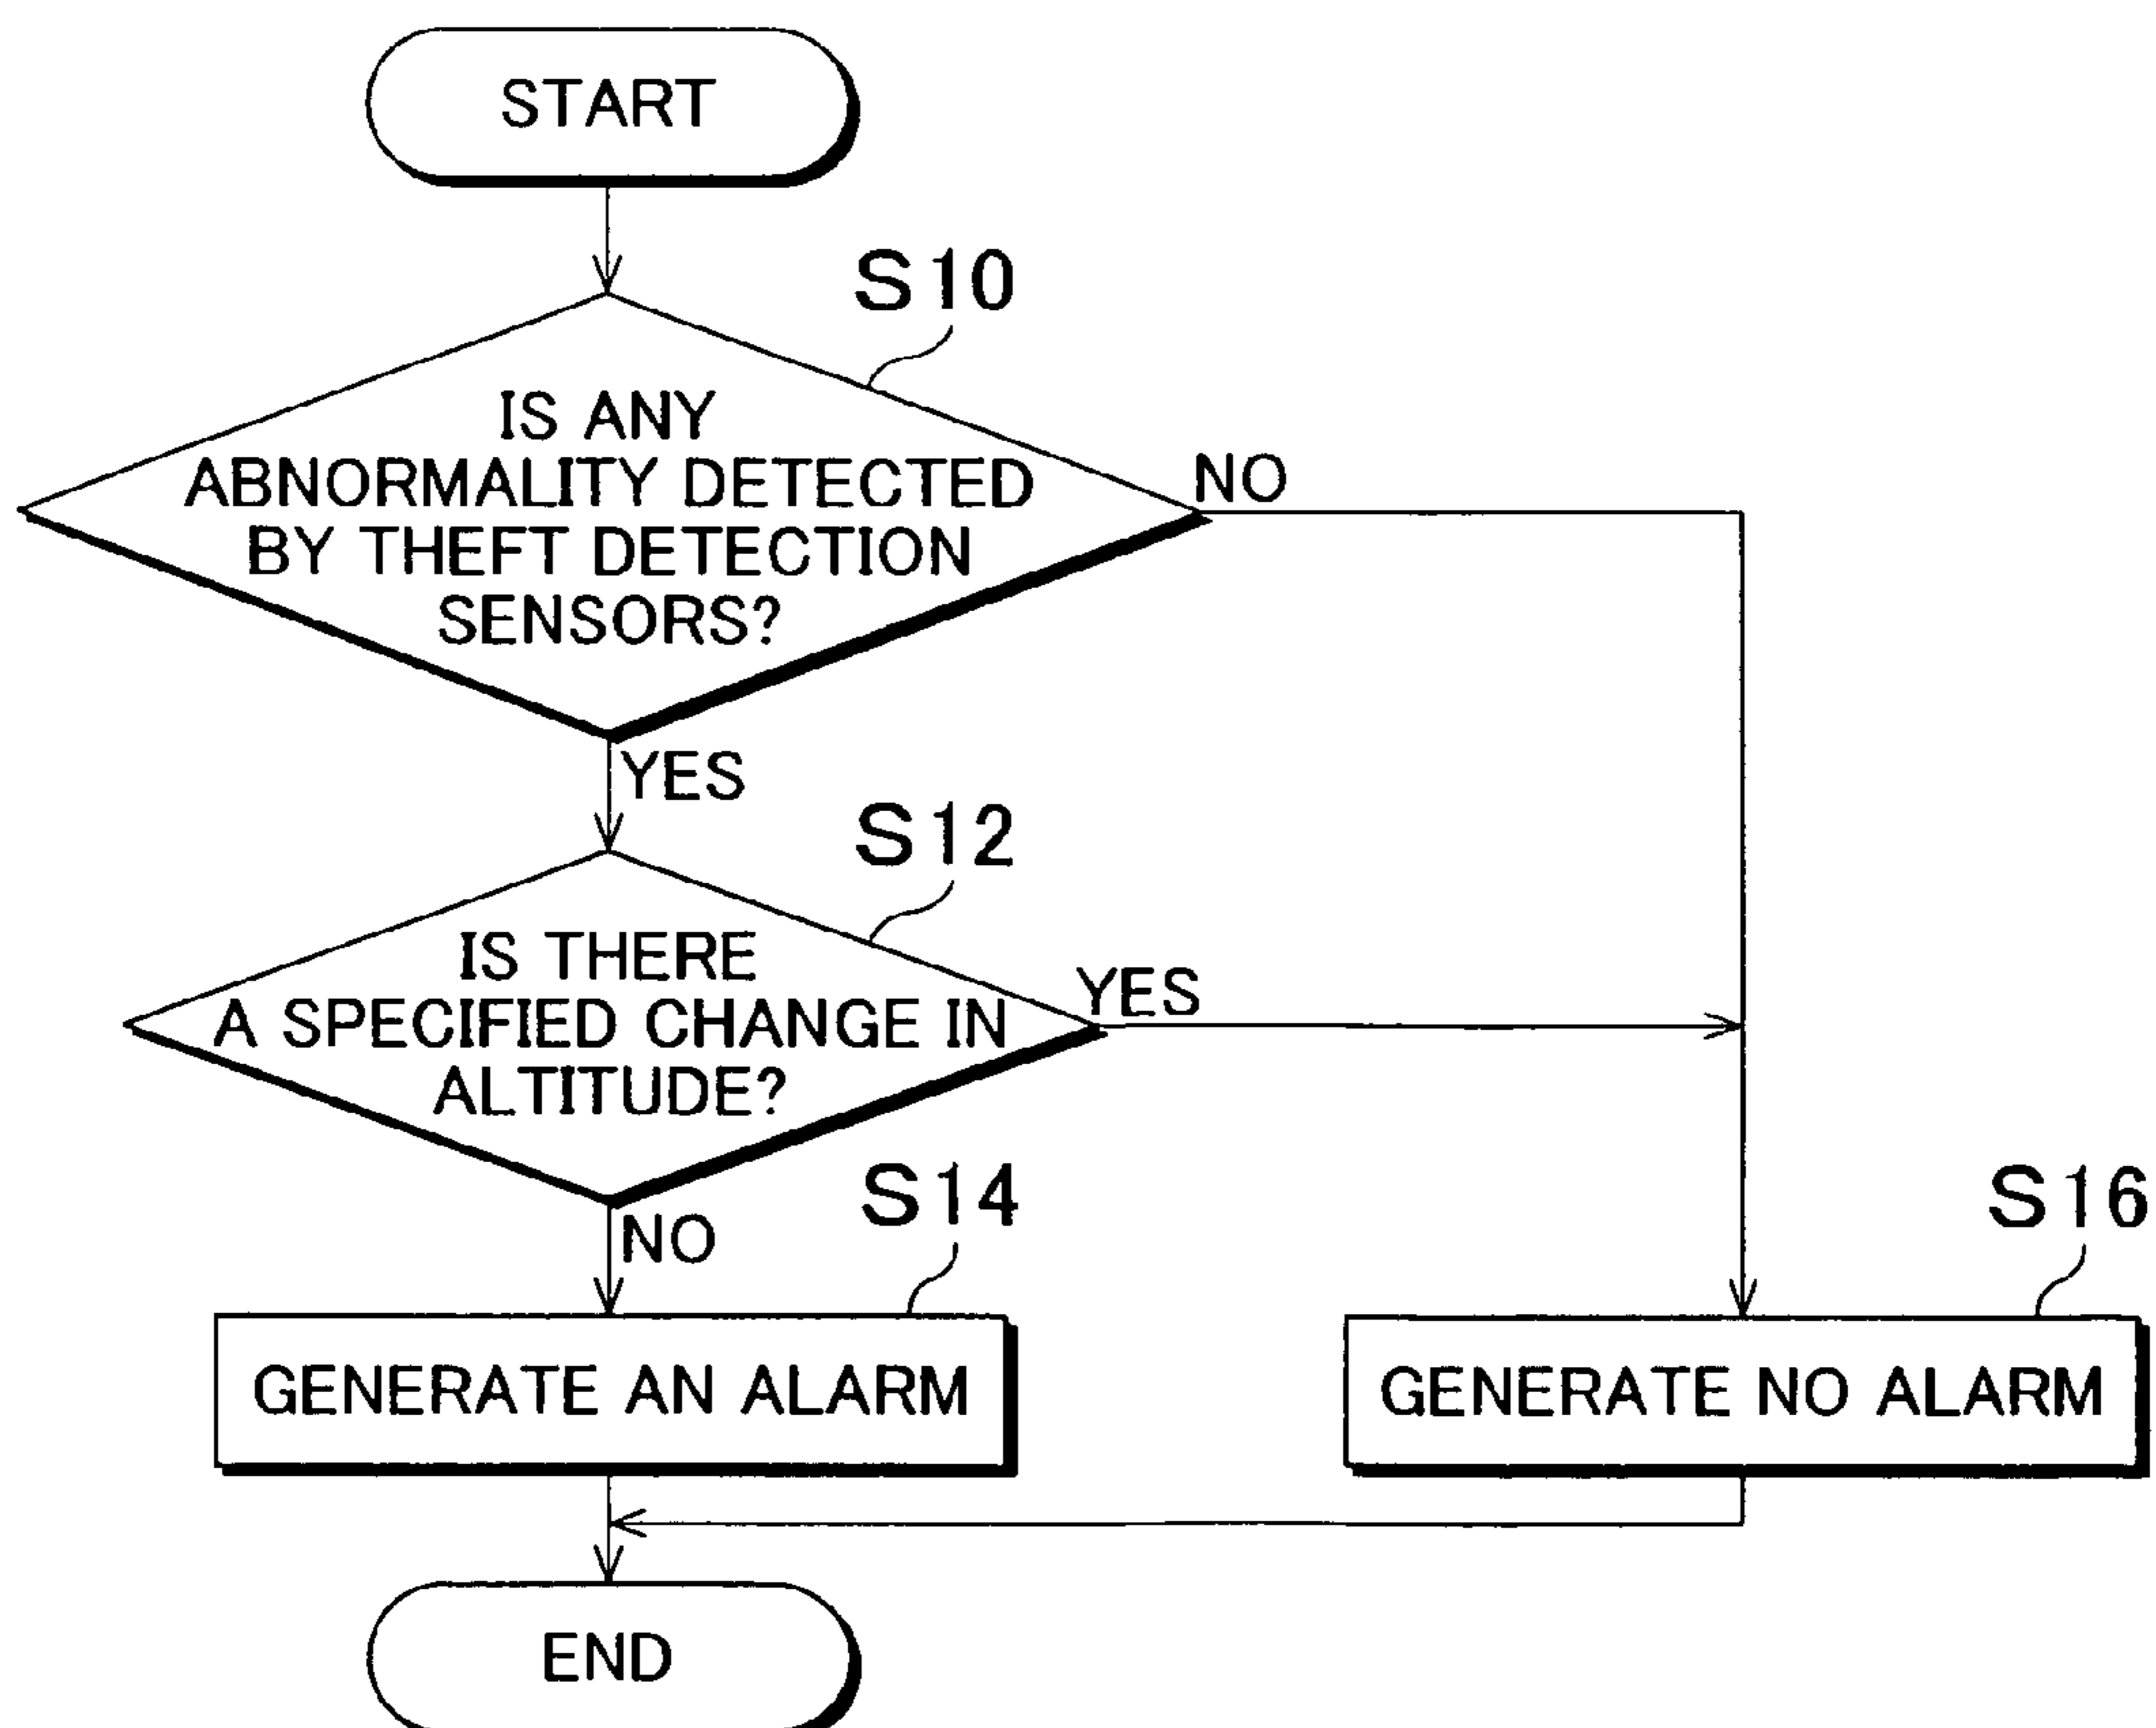 START
S10
IS ANY
ABNORMALITY DETECTED
BY THEFT DETECTION
SENSORS?
NO
YES
S12
IS THERE
A SPECIFIED CHANGE IN
ALTITUDE?
YES
NO
S14
S16
GENERATE AN ALARM
GENERATE NO ALARM
END